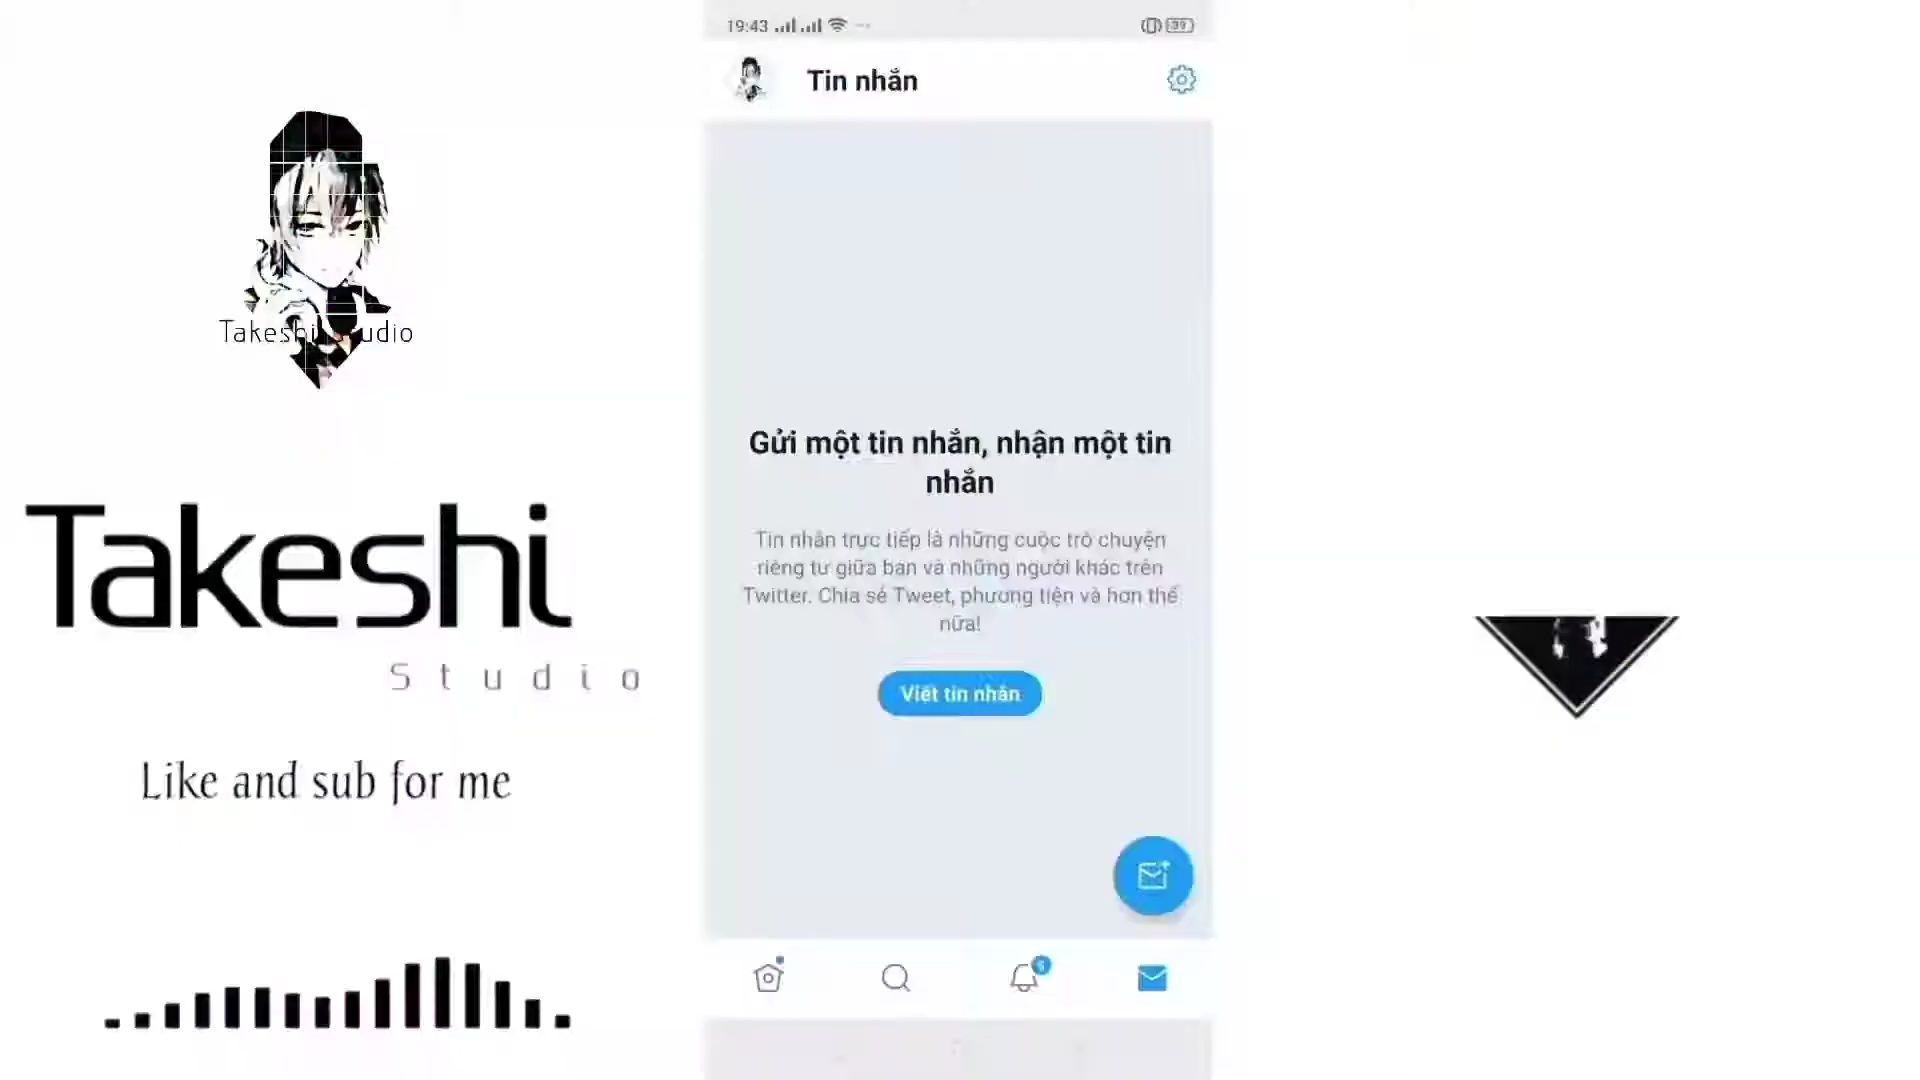 19:43
39
Tin nhắn
Takeshi Studio
Gửi một tin nhắn, nhận một tin
nhắn
Takeshi
Studio
Tin nhắn trực tiếp là những cuộc trò chuyện
riêng tư giữa bạn và những người khác trên
Twitter. Chia sẻ Tweet, phương tiện và hơn thế
nữa!
Viết tin nhắn
Like and sub for me
5